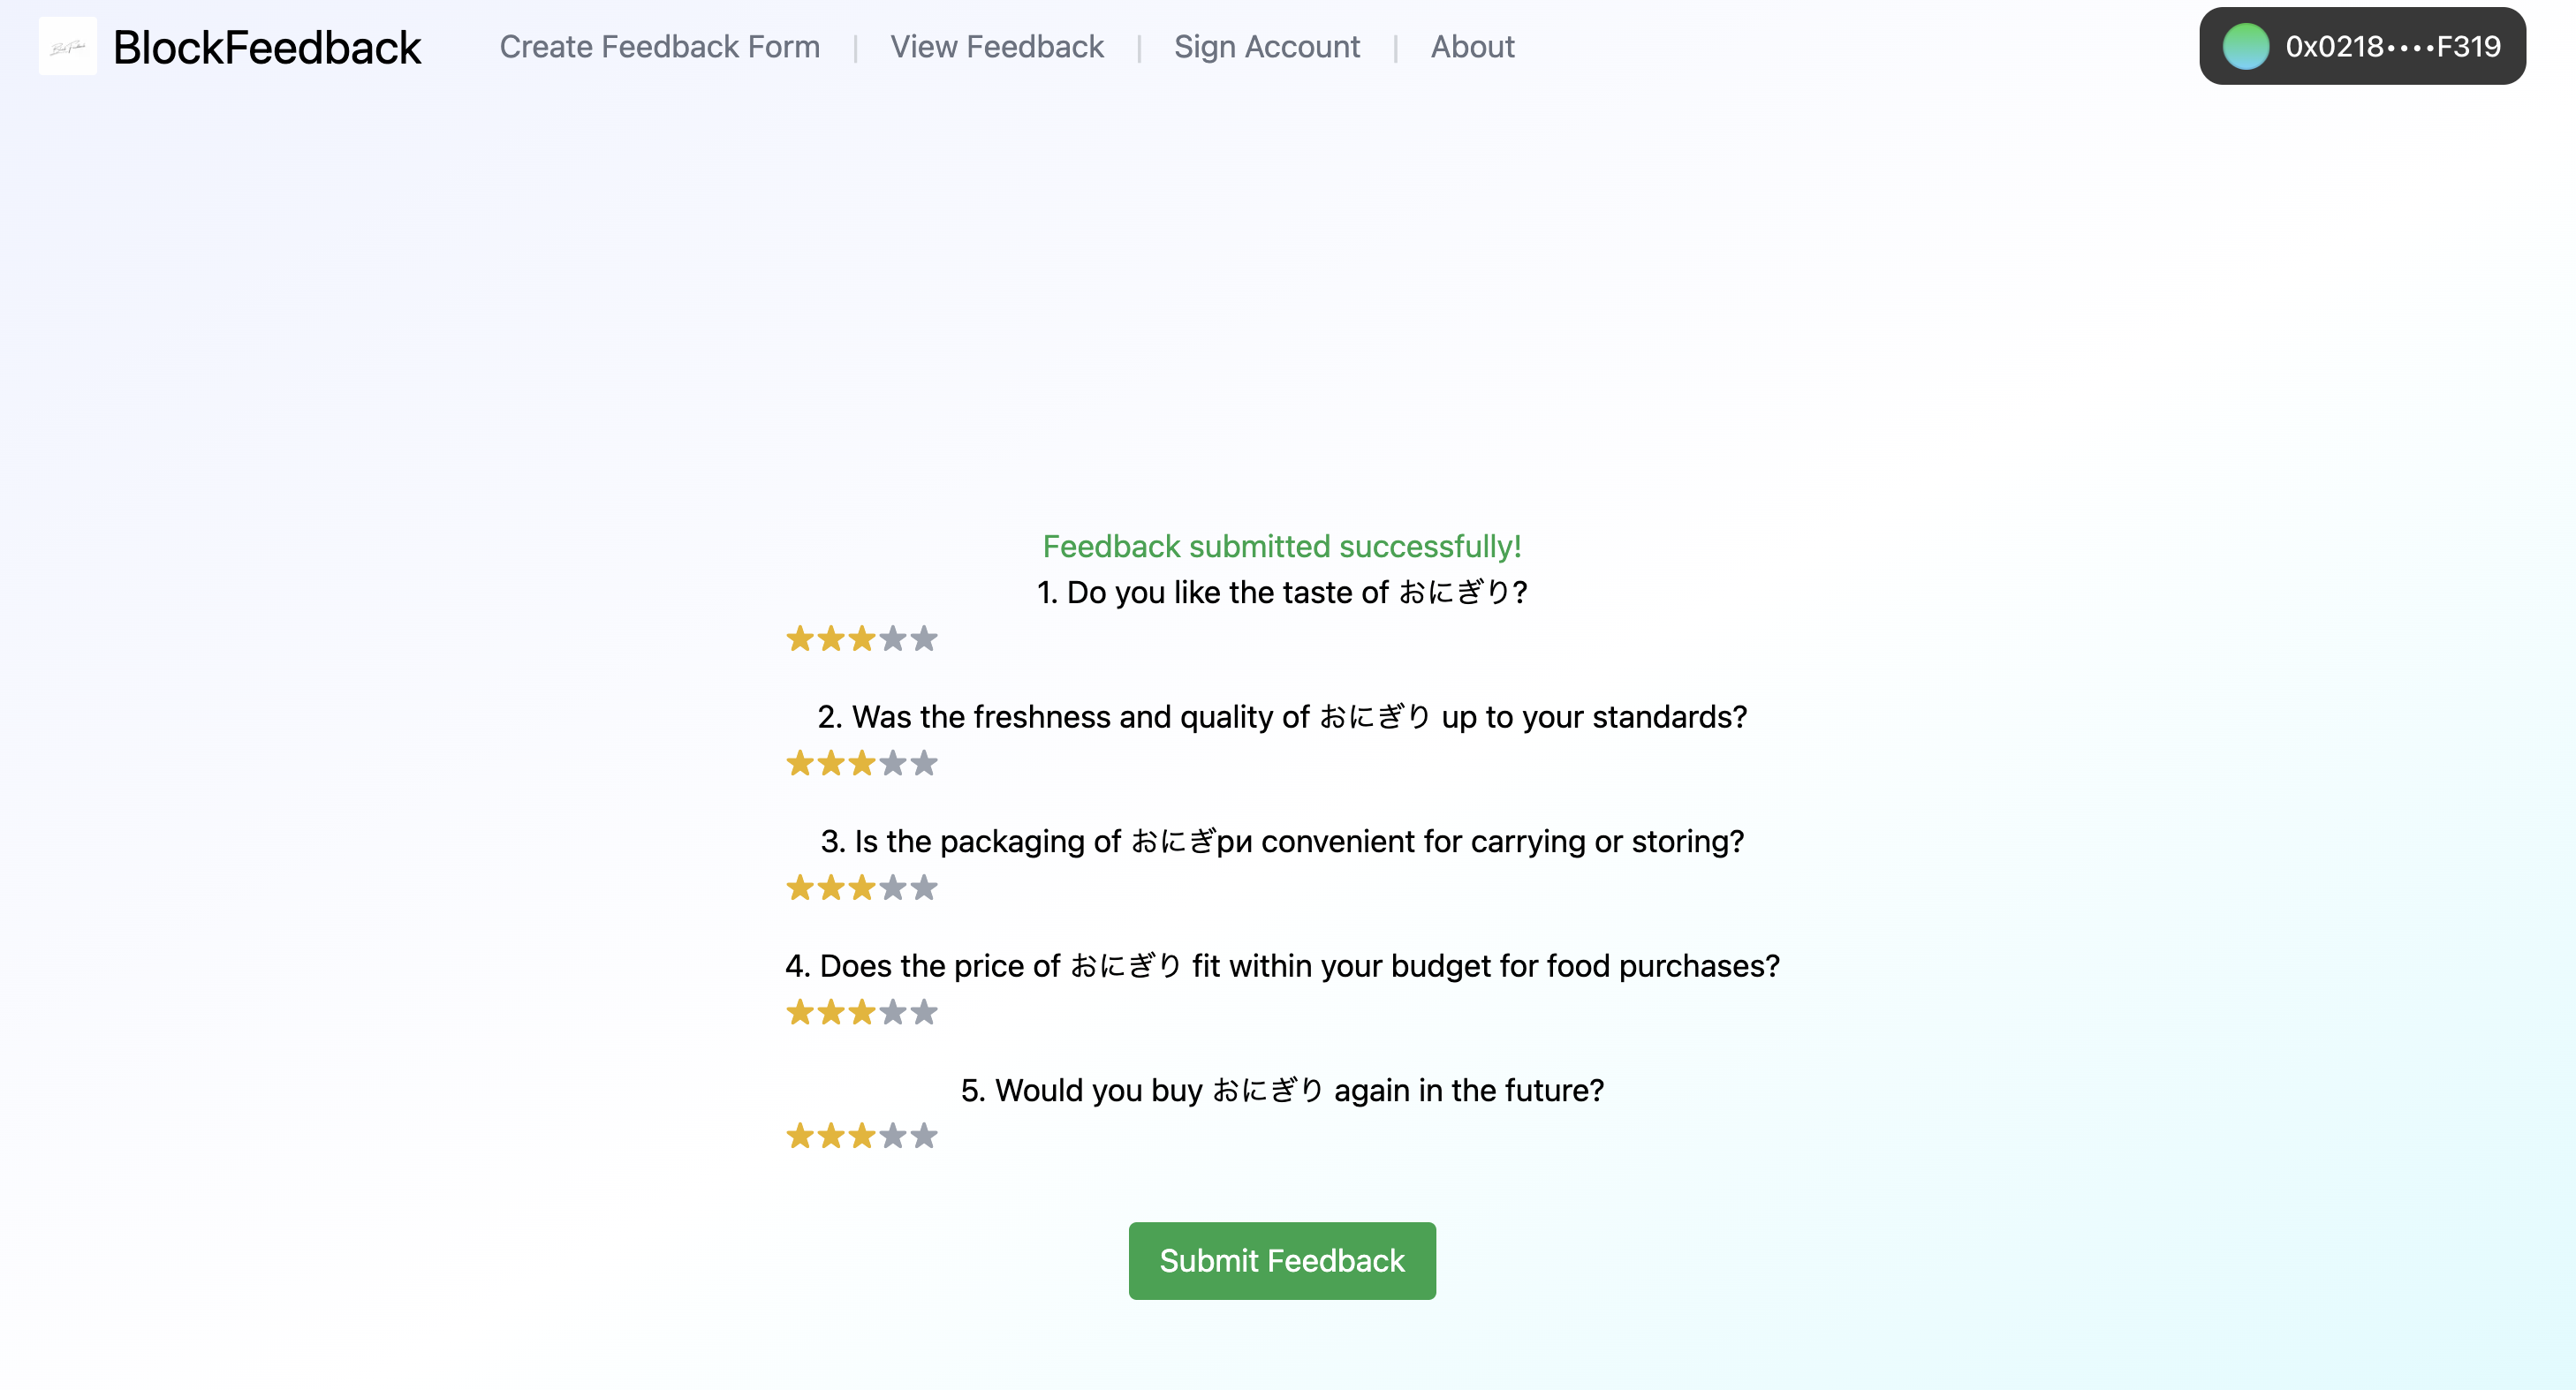 BlockFeedback
Create Feedback Form | View Feedback | Sign Account | About
0x0218····F319
Feedback submitted successfully!
1. Do you like the taste of おにぎり?
2. Was the freshness and quality of おにぎり up to your standards?
3. Is the packaging of おにぎри convenient for carrying or storing?
4. Does the price of おにぎり fit within your budget for food purchases?
5. Would you buy おにぎり again in the future?
Submit Feedback